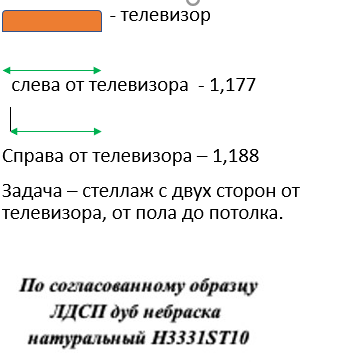 - телевизор
слева от телевизора - 1,177
Справа от телевизора – 1,188
Задача – стеллаж с двух сторон от
телевизора, от пола до потолка.
По согласованному образцу
ЛДСП дуб небраска
натуральный H3331ST10